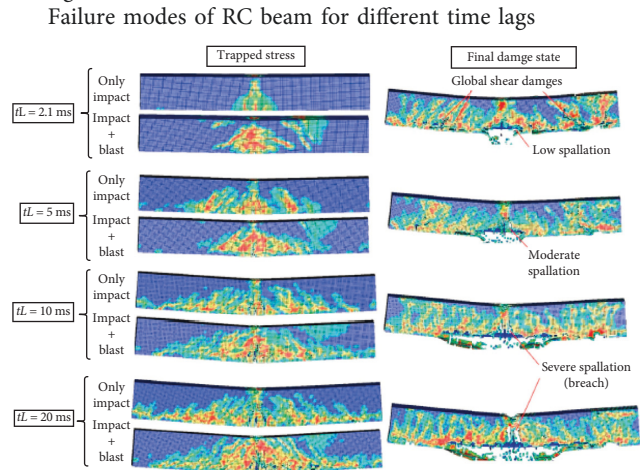 Failure modes of RC beam for different time lags
Trapped stress
Final damge state
Only
impact
tL = 2.1 ms
Impact
+
blast
Global shear damges
Low spallation
Only
impact
tL = 5 ms
Impact
+
blast
Moderate
spallation
Only
impact
tL = 10 ms
Impact
+
blast
Severe spallation
(breach)
Only
impact
tL = 20 ms
Impact
+
blast